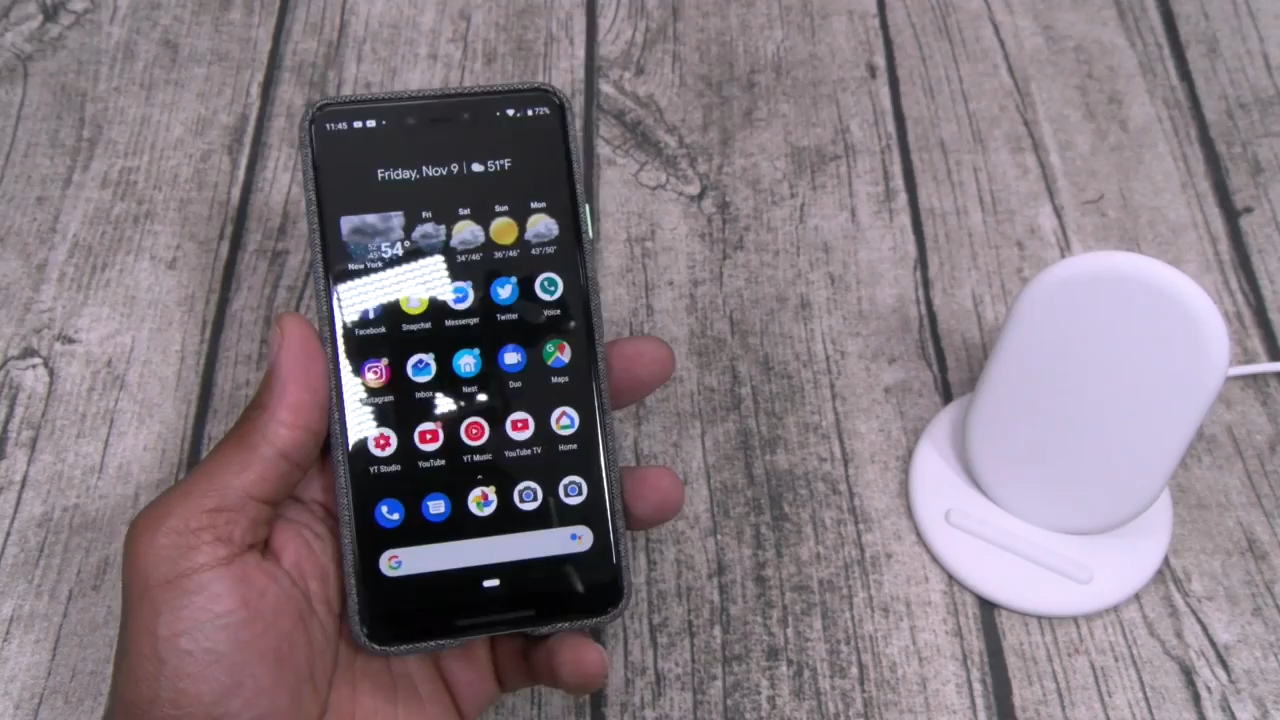 11:45
72%
Friday, Nov 9 | 51°F
Fri Sat Sun Mon
52° 45° 54°
34°/46° 36°/46° 43°/50°
New York
Facebook Snapchat Messenger Twitter Voice
Instagram Inbox Nest Duo Maps
YT Studio YouTube YT Music YouTube TV Home
G